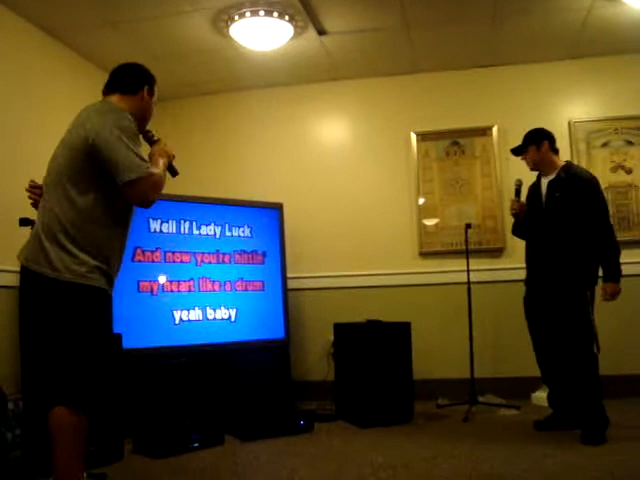 Well if Lady Luck
And now you're hittin'
my heart like a drum
yeah baby